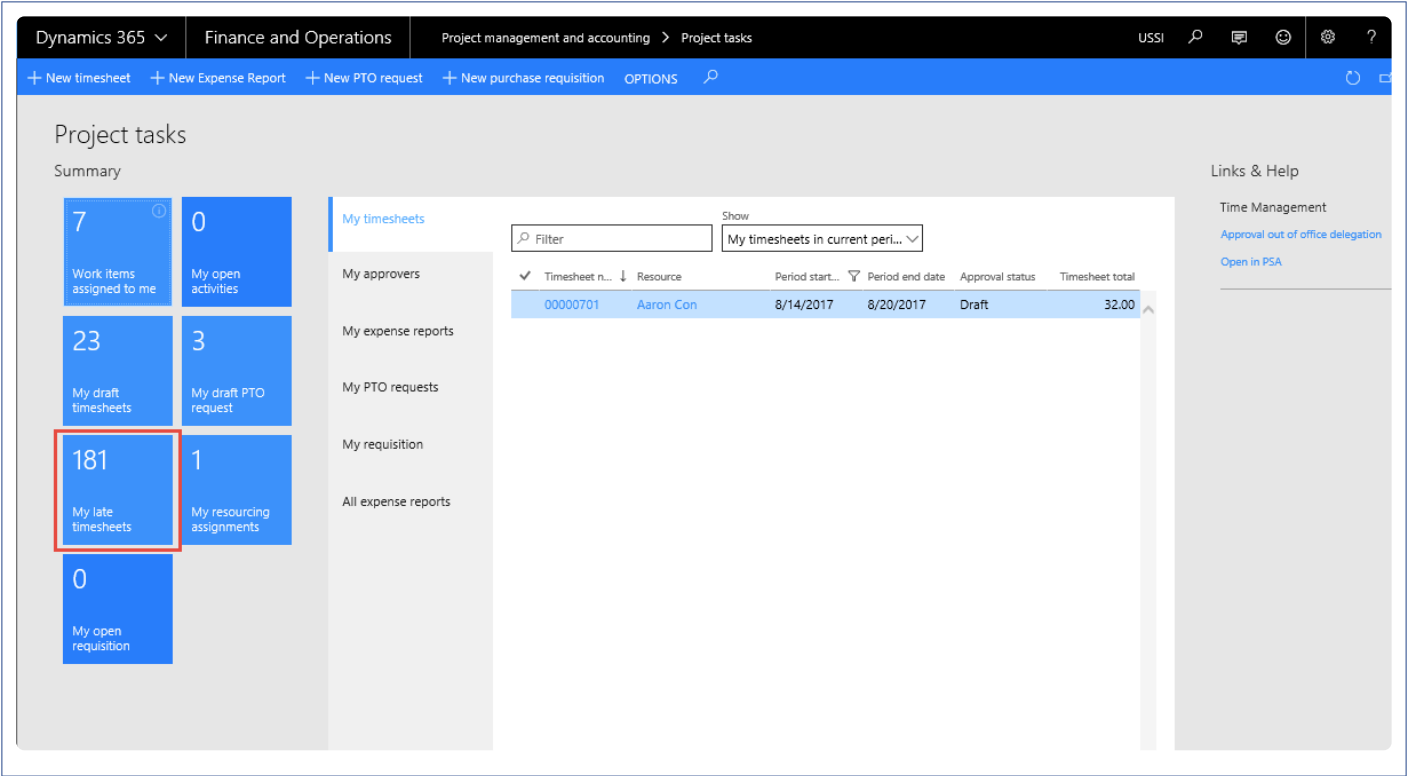 Dynamics 365 Finance and Operations Project management and accounting > Project tasks USSI ?
+ New timesheet + New Expense Report + New PTO request + New purchase requisition OPTIONS
Project tasks
Summary
7
Work items
assigned to me
0
My open
activities
23
My draft
timesheets
3
My draft PTO
request
181
My late
timesheets
1
My resourcing
assignments
0
My open
requisition
My timesheets
My approvers
My expense reports
My PTO requests
My requisition
All expense reports
Filter
Show
My timesheets in current peri...
Timesheet n... Resource Period start... Period end date Approval status Timesheet total
00000701 Aaron Con 8/14/2017 8/20/2017 Draft 32.00
Links & Help
Time Management
Approval out of office delegation
Open in PSA